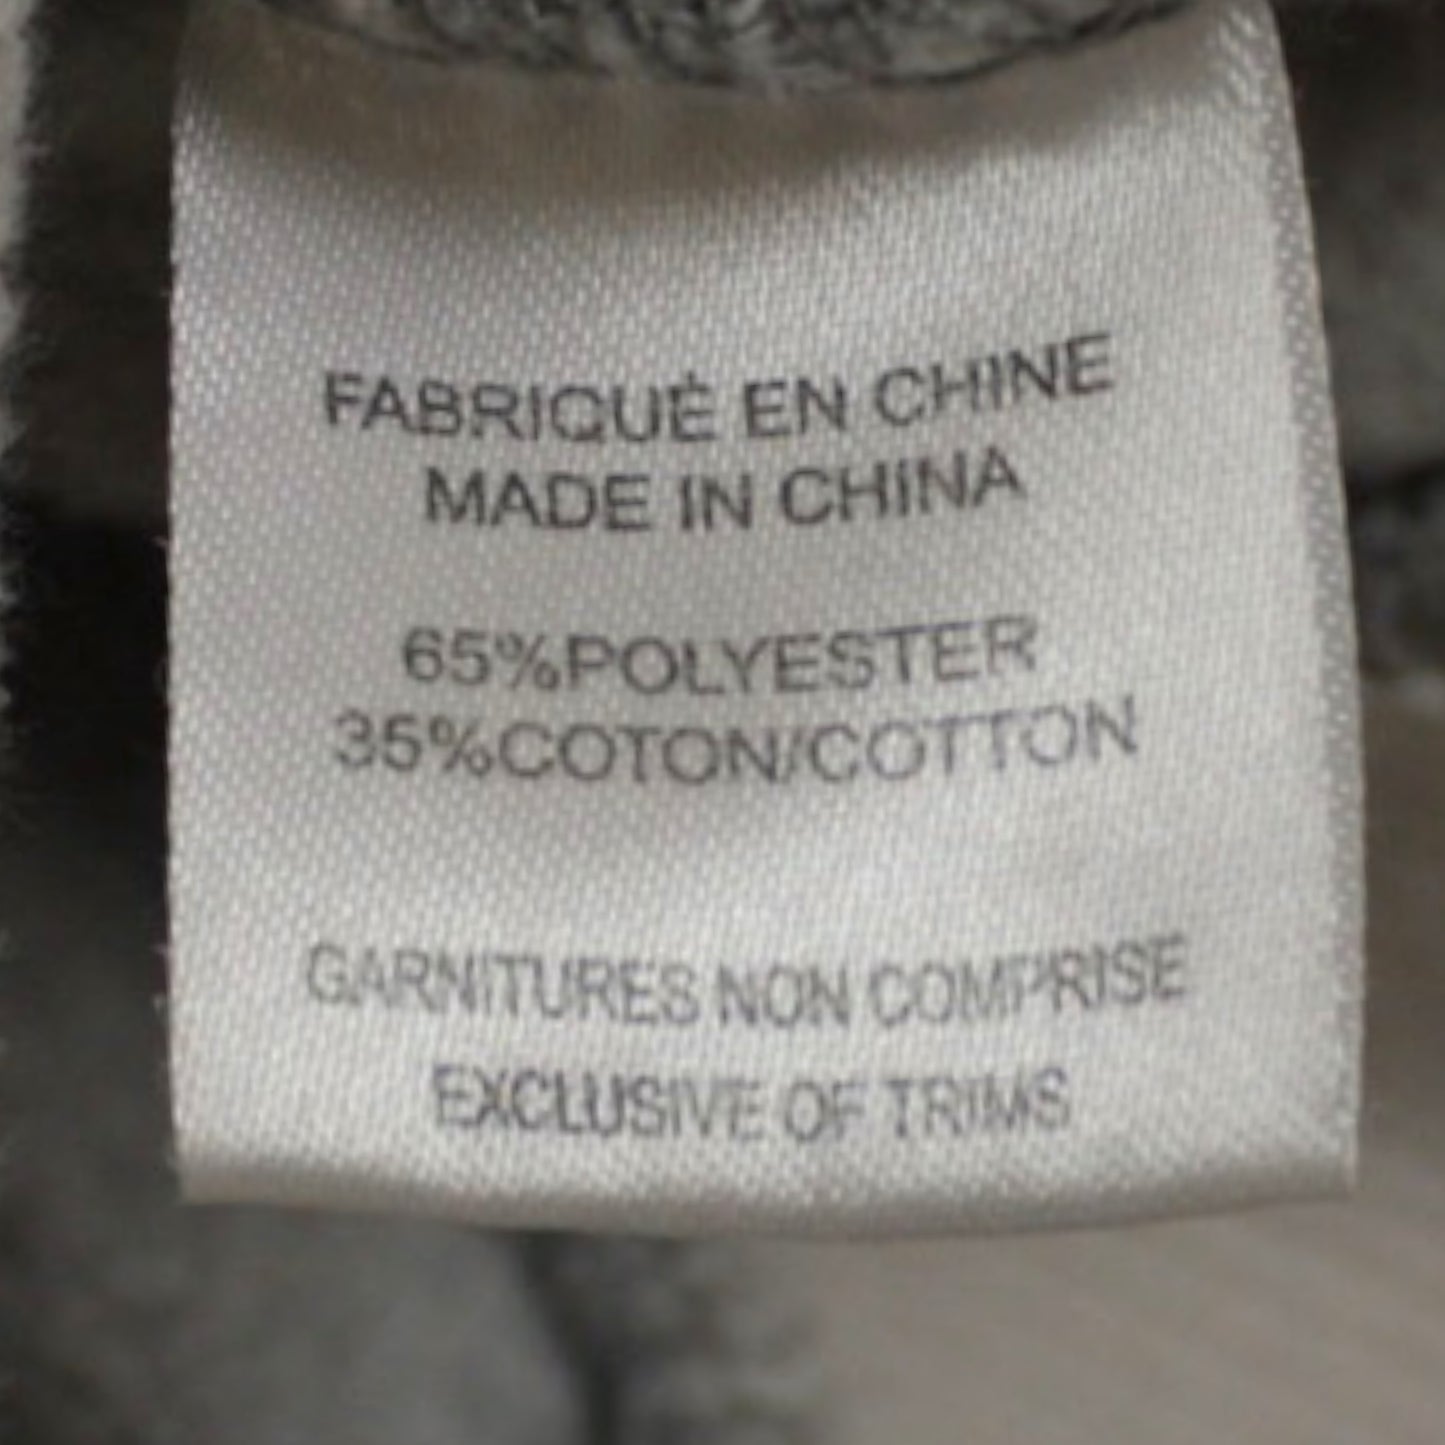 FABRIQUÉ EN CHINE
MADE IN CHINA
65%POLYESTER
35%COTON/COTTON
GARNITURES NON COMPRISE
EXCLUSIVE OF TRIMS